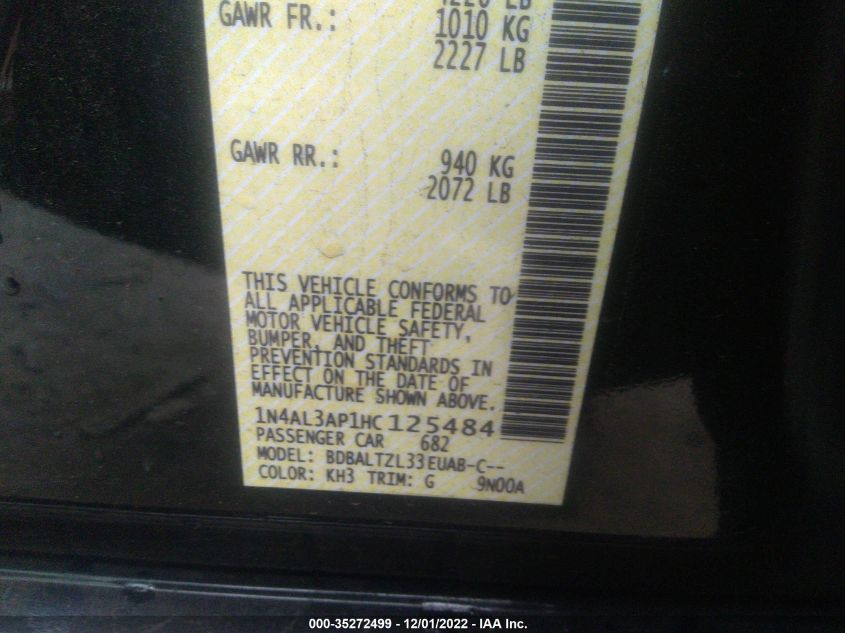 GAWR FR.: 1010 KG
2227 LB
GAWR RR.: 940 KG
2072 LB
THIS VEHICLE CONFORMS TO
ALL APPLICABLE FEDERAL
MOTOR VEHICLE SAFETY,
BUMPER, AND THEFT
PREVENTION STANDARDS IN
EFFECT ON THE DATE OF
MANUFACTURE SHOWN ABOVE.
1N4AL3AP1HC125484
PASSENGER CAR 682
MODEL: BDBALTZL33EUAB-C--
COLOR: KH3 TRIM: G 9N00A
000-35272499 - 12/01/2022 - IAA Inc.